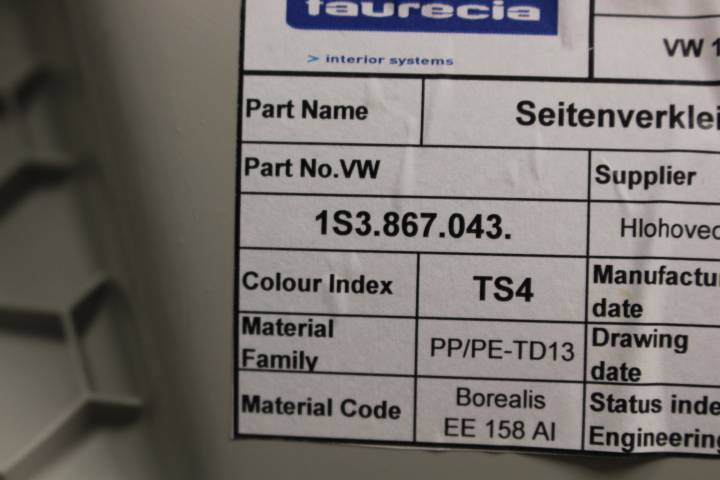 faurecia
> interior systems
VW 1
Part Name
Seitenverklei
Part No.VW
Supplier
1S3.867.043.
Hlohovec
Colour Index
TS4
Manufactu
date
Material
Family
PP/PE-TD13
Drawing
date
Material Code
Borealis
EE 158 AI
Status inde
Engineering